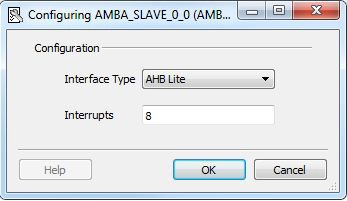 Configuring AMBA_SLAVE_0_0 (AMB...
Configuration
Interface Type AHB Lite
Interrupts 8
Help OK Cancel